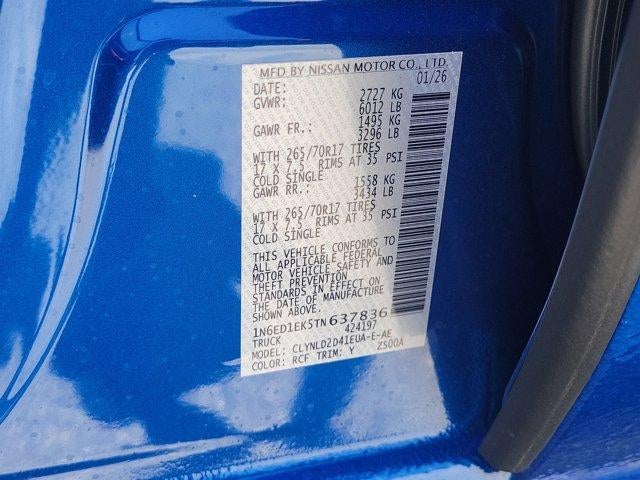 MFD BY NISSAN MOTOR CO., LTD.
DATE: 01/26
GVWR: 2727 KG
6012 LB
GAWR FR.: 1495 KG
3296 LB
WITH 265/70R17 TIRES
17 X 7.5 RIMS AT 35 PSI
COLD SINGLE
GAWR RR.: 1558 KG
3434 LB
WITH 265/70R17 TIRES
17 X 7.5 RIMS AT 35 PSI
COLD SINGLE
THIS VEHICLE CONFORMS TO
ALL APPLICABLE FEDERAL
MOTOR VEHICLE SAFETY AND
THEFT PREVENTION
STANDARDS IN EFFECT ON
THE DATE OF MANUFACTURE
SHOWN ABOVE.
1N6ED1EK5TN637836
TRUCK 424197
MODEL: CLYNLD2D41EUA-E-AE
COLOR: RCF TRIM: Y ZS00A